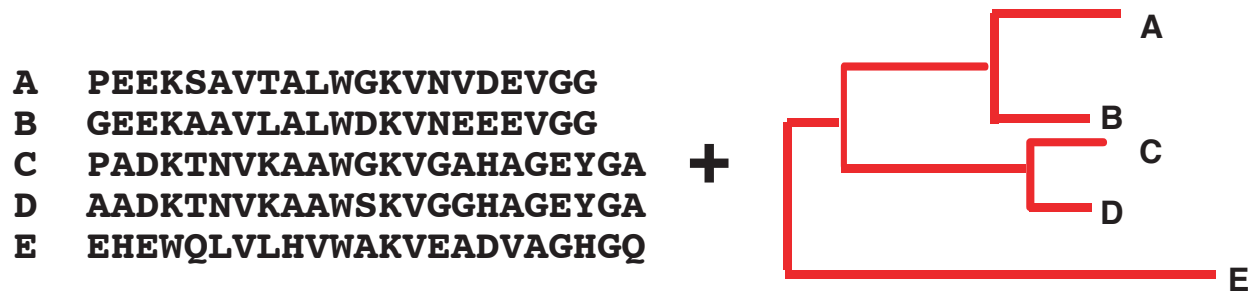 A PEEKSAVTALWGKVNVDEVGG
B GEEKAAVLALWDKVNEEEVGG
C PADKTNVKAAWGKVGAHAGEYGA
D AADKTNVKAAWSKVGGHAGEYGA
E EHEWQLVLHVWAKVEADVAGHGQ
+
A
B
C
D
E